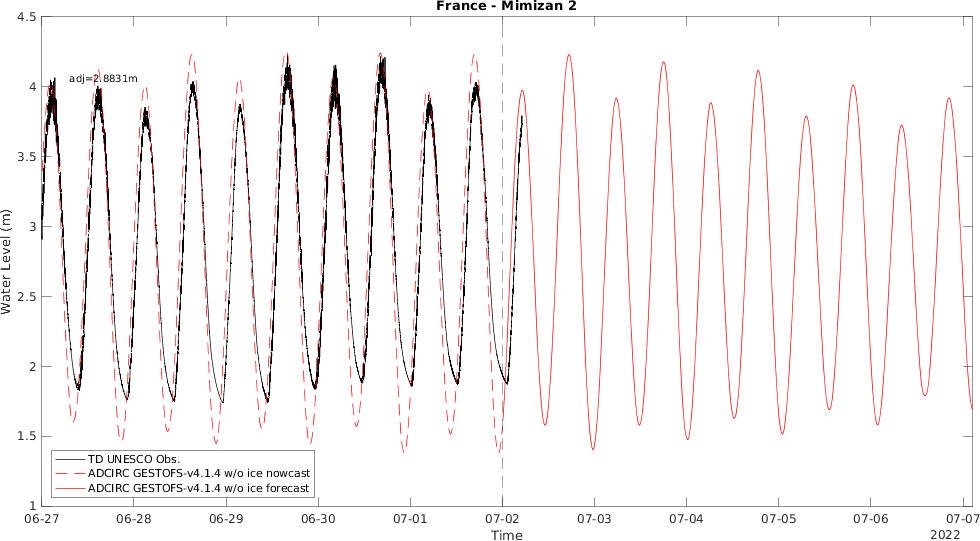 France - Mimizan 2
adj=2.8831m
4.5
4
3.5
3
2.5
2
1.5
1
Water Level (m)
TD UNESCO Obs.
ADCIRC GESTOFS-v4.1.4 w/o ice nowcast
ADCIRC GESTOFS-v4.1.4 w/o ice forecast
06-27 06-28 06-29 06-30 07-01 07-02 07-03 07-04 07-05 07-06 07-07
Time
2022